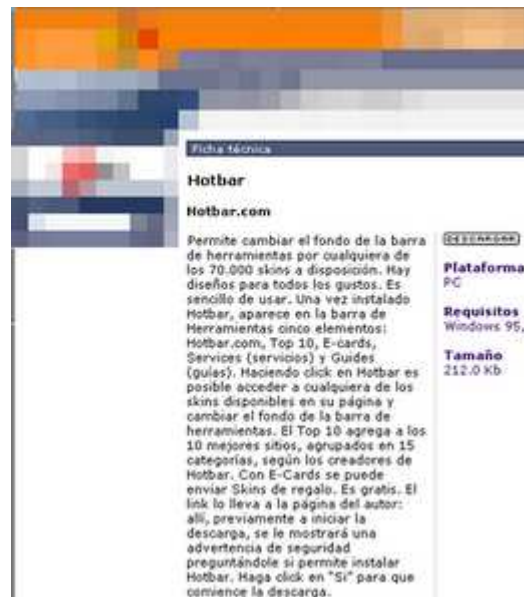 Ficha técnica
Hotbar
Hotbar.com
Permite cambiar el fondo de la barra
de herramientas por cualquiera de
los 70.000 skins a disposición. Hay
diseños para todos los gustos. Es
sencillo de usar. Una vez instalado
Hotbar, aparece en la barra de
Herramientas cinco elementos:
Hotbar.com, Top 10, E-cards,
Services (servicios) y Guides
(guías). Haciendo click en Hotbar es
posible acceder a cualquiera de los
skins disponibles en su página y
cambiar el fondo de la barra de
herramientas. El Top 10 agrega a los
10 mejores sitios, agrupados en 15
categorías, según los creadores de
Hotbar. Con E-Cards se puede
enviar Skins de regalo. Es gratis. El
link lo lleva a la página del autor:
allí, previamente a iniciar la
descarga, se le mostrará una
advertencia de seguridad
preguntándole si permite instalar
Hotbar. Haga click en "Si" para que
comience la descarga.
DESCARGAR
Plataforma
PC
Requisitos
Windows 95,
Tamaño
212.0 Kb